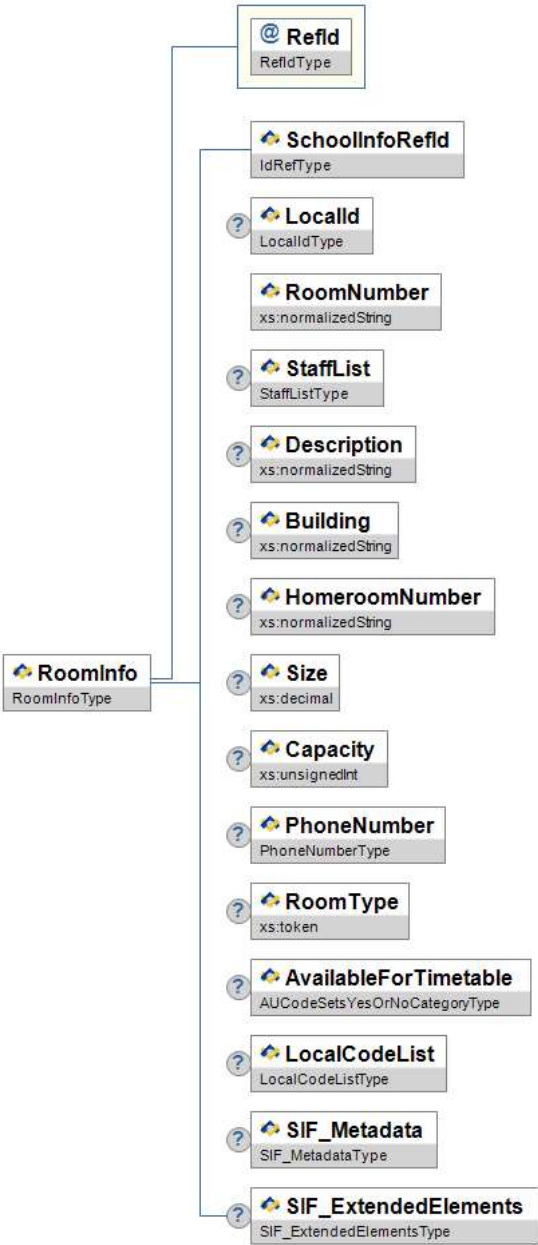 @ RefId
RefIdType
SchoolInfoRefId
IdRefType
? LocalId
LocalIdType
RoomNumber
xs:normalizedString
? StaffList
StaffListType
? Description
xs:normalizedString
? Building
xs:normalizedString
? HomeroomNumber
xs:normalizedString
RoomInfo
RoomInfoType
? Size
xs:decimal
? Capacity
xs:unsignedInt
? PhoneNumber
PhoneNumberType
? RoomType
xs:token
? AvailableForTimetable
AUCodeSetsYesOrNoCategoryType
? LocalCodeList
LocalCodeListType
? SIF_Metadata
SIF_MetadataType
? SIF_ExtendedElements
SIF_ExtendedElementsType